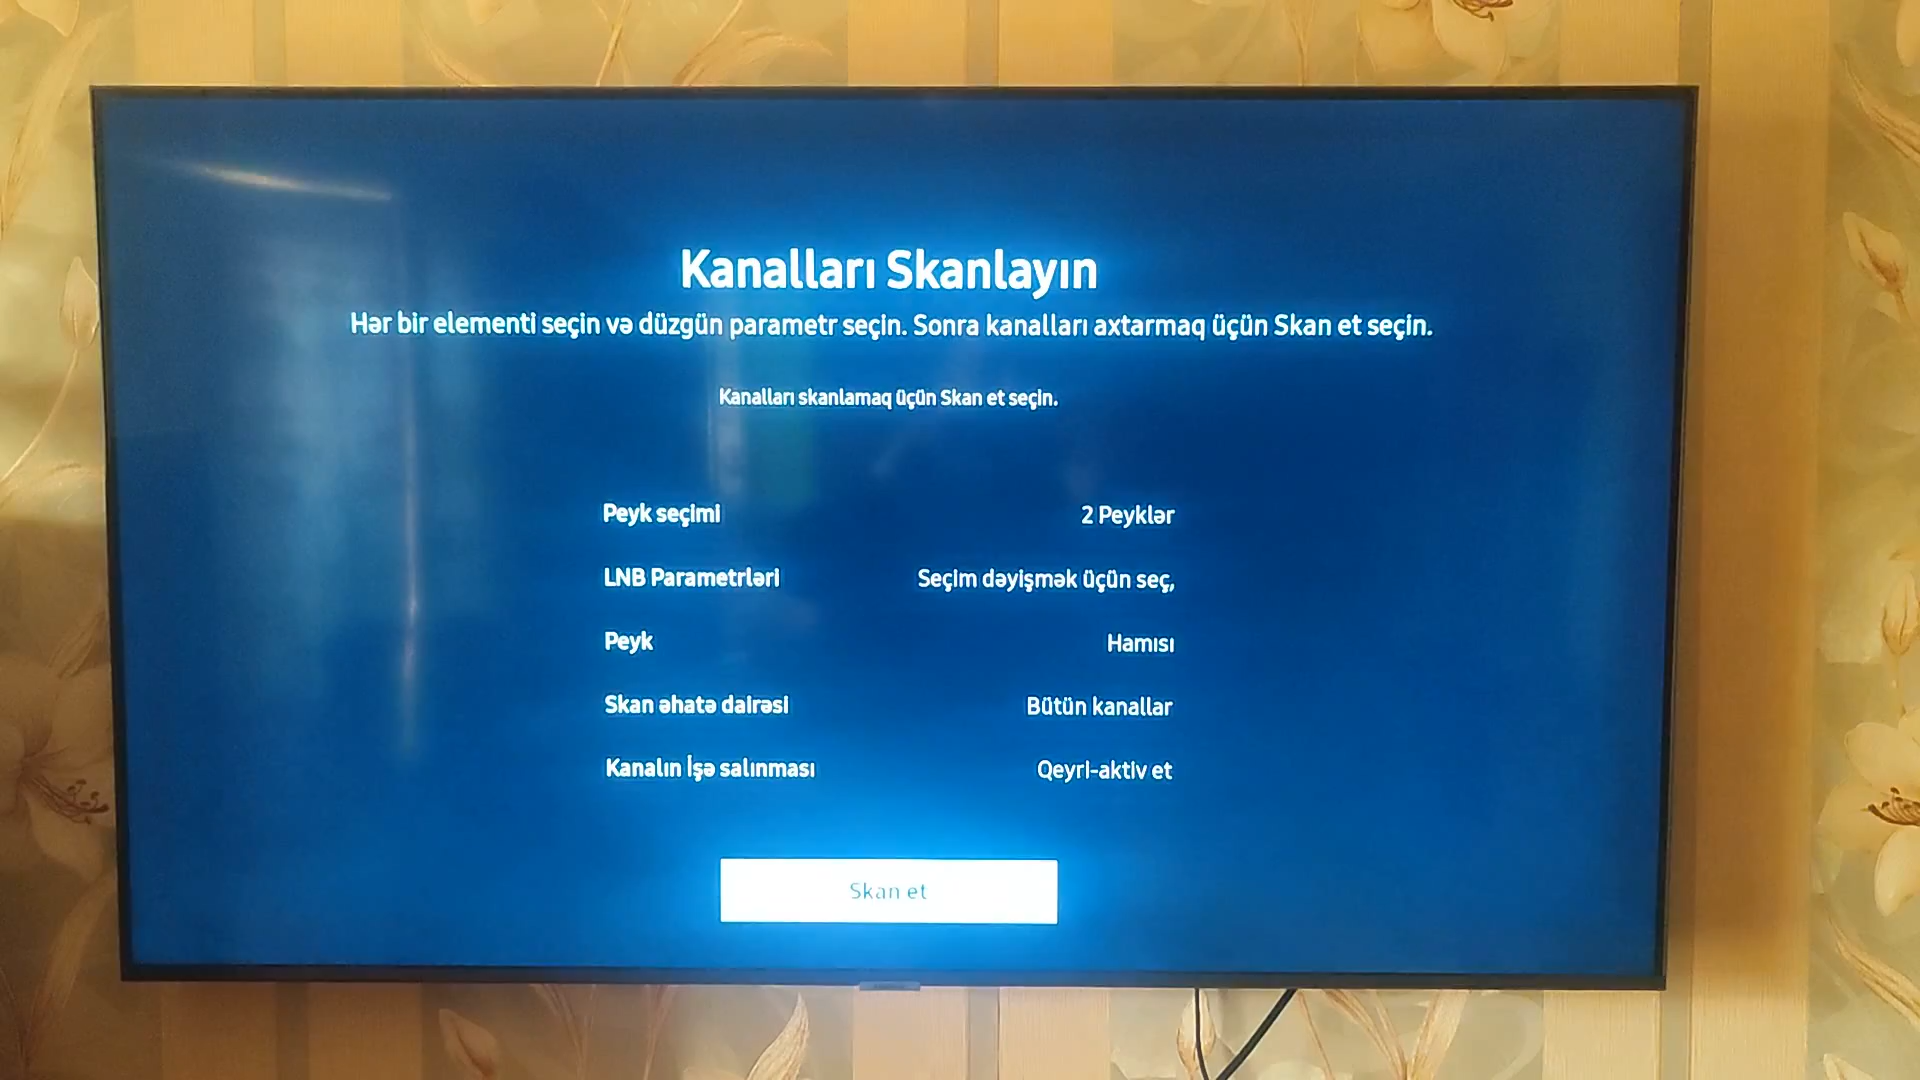 Kanalları Skanlayın
Hər bir elementi seçin və düzgün parametr seçin. Sonra kanalları axtarmaq üçün Skan et seçin.
Kanalları skanlamaq üçün Skan et seçin.
Peyk seçimi 2 Peyklər
LNB Parametrləri Seçim dəyişmək üçün seç,
Peyk Hamısı
Skan əhatə dairəsi Bütün kanallar
Kanalın İşə salınması Qeyri-aktiv et
Skan et